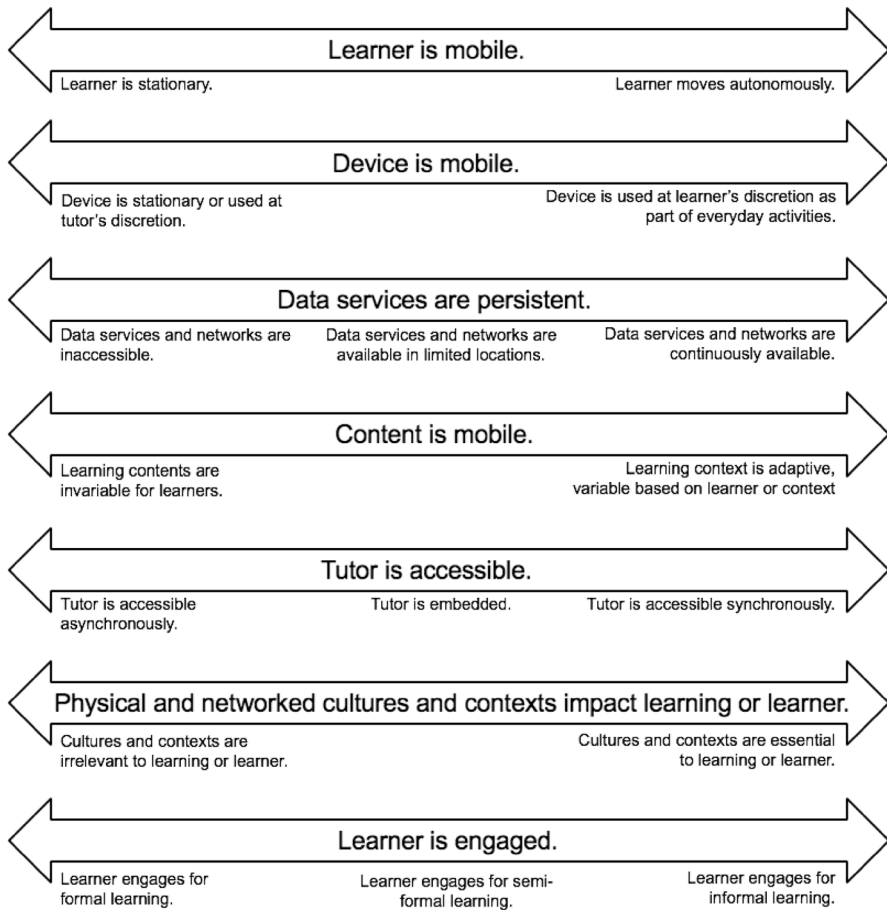 Learner is mobile.
Learner is stationary.
Learner moves autonomously.
Device is mobile.
Device is stationary or used at
tutor's discretion.
Device is used at learner's discretion as
part of everyday activities.
Data services are persistent.
Data services and networks are
inaccessible.
Data services and networks are
available in limited locations.
Data services and networks are
continuously available.
Content is mobile.
Learning contents are
invariable for learners.
Learning context is adaptive,
variable based on learner or context
Tutor is accessible.
Tutor is accessible
asynchronously.
Tutor is embedded.
Tutor is accessible synchronously.
Physical and networked cultures and contexts impact learning or learner.
Cultures and contexts are
irrelevant to learning or learner.
Cultures and contexts are essential
to learning or learner.
Learner is engaged.
Learner engages for
formal learning.
Learner engages for semi-
formal learning.
Learner engages for
informal learning.